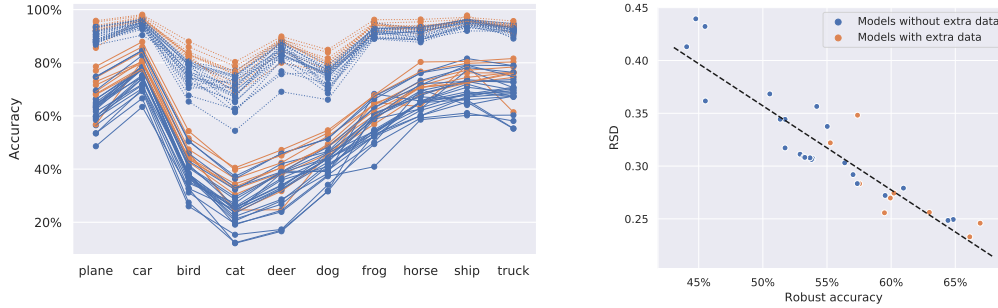 100%
80%
60%
40%
20%
Accuracy
plane car bird cat deer dog frog horse ship truck
0.45
0.40
0.35
0.30
0.25
RSD
Models without extra data
Models with extra data
45% 50% 55% 60% 65%
Robust accuracy